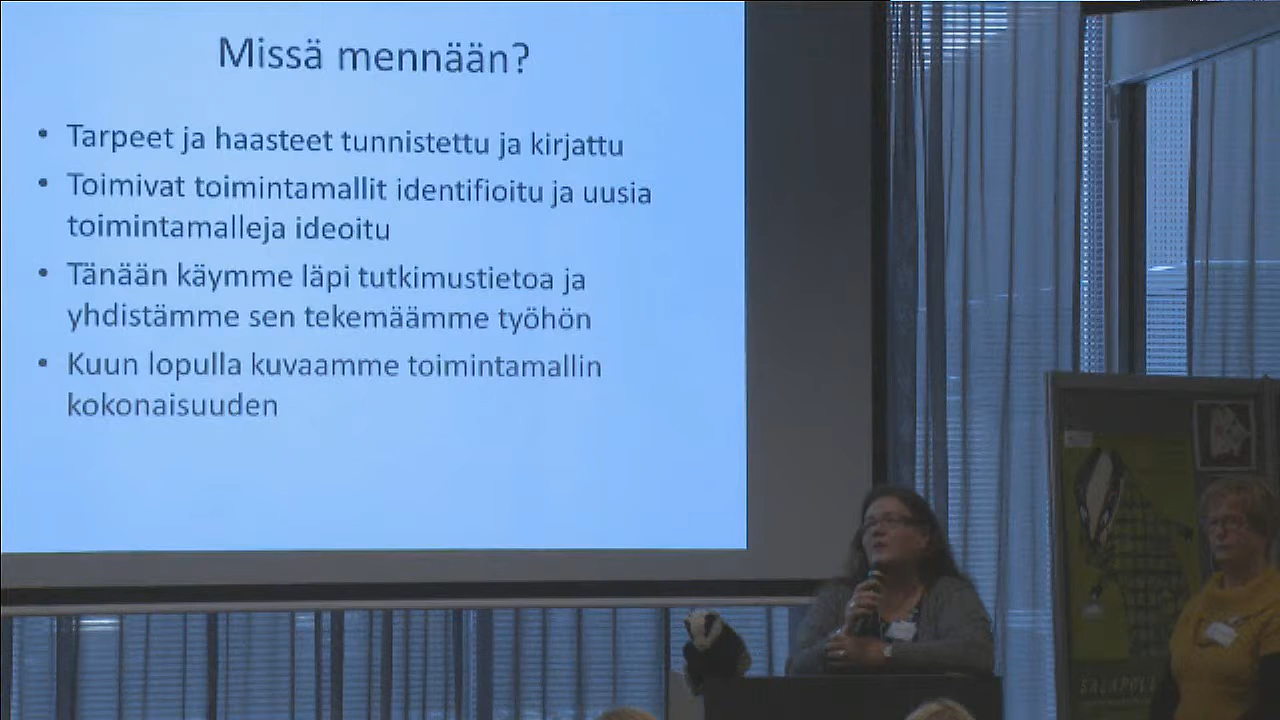 Missä mennään?
• Tarpeet ja haasteet tunnistettu ja kirjattu
• Toimivat toimintamallit identifioitu ja uusia
toimintamalleja ideoitu
• Tänään käymme läpi tutkimustietoa ja
yhdistämme sen tekemäämme työhön
• Kuun lopulla kuvaamme toimintamallin
kokonaisuuden